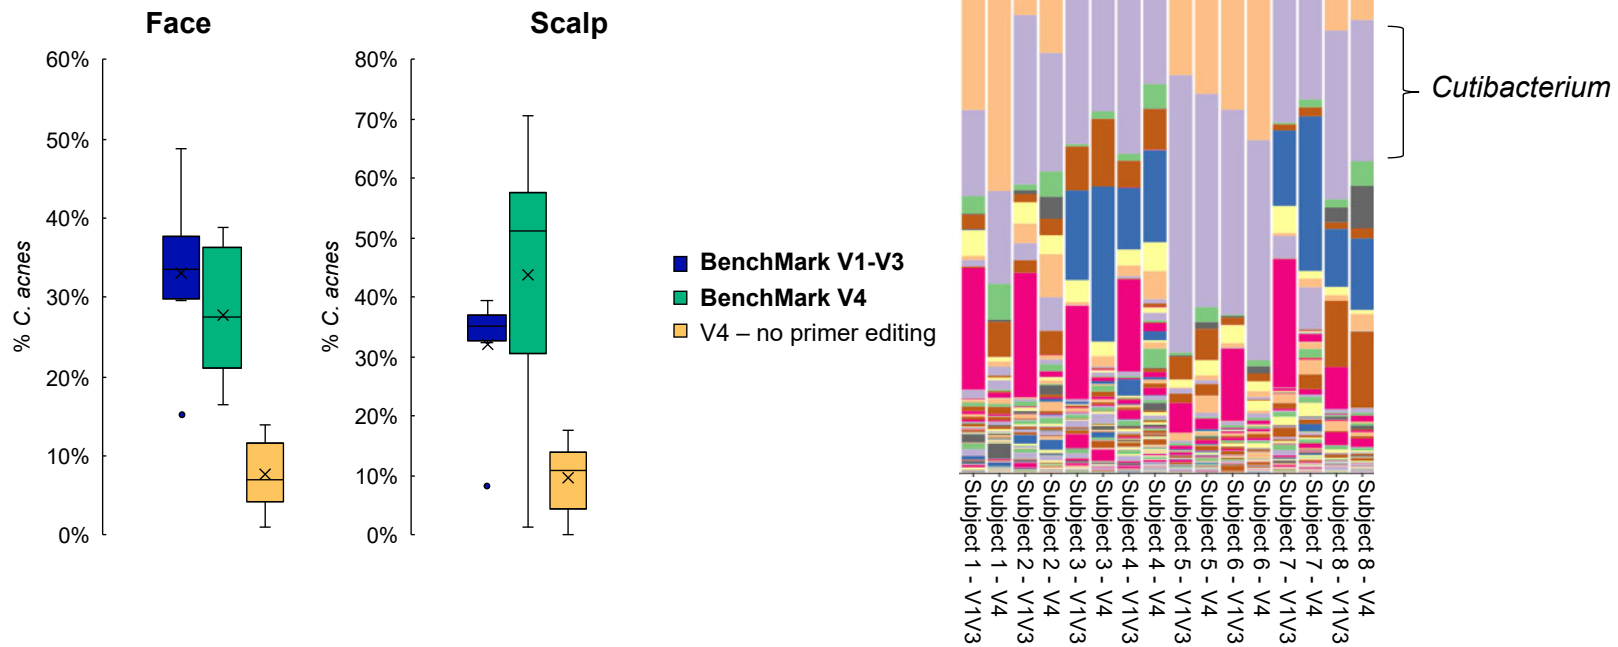 Face
Scalp
60%
50%
40%
30%
20%
10%
0%
% C. acnes
80%
70%
60%
50%
40%
30%
20%
10%
0%
% C. acnes
BenchMark V1-V3
BenchMark V4
V4 – no primer editing
Cutibacterium
Subject 1 - V1V3
Subject 1 - V4
Subject 2 - V1V3
Subject 2 - V4
Subject 3 - V1V3
Subject 3 - V4
Subject 4 - V1V3
Subject 4 - V4
Subject 5 - V1V3
Subject 5 - V4
Subject 6 - V1V3
Subject 6 - V4
Subject 7 - V1V3
Subject 7 - V4
Subject 8 - V1V3
Subject 8 - V4